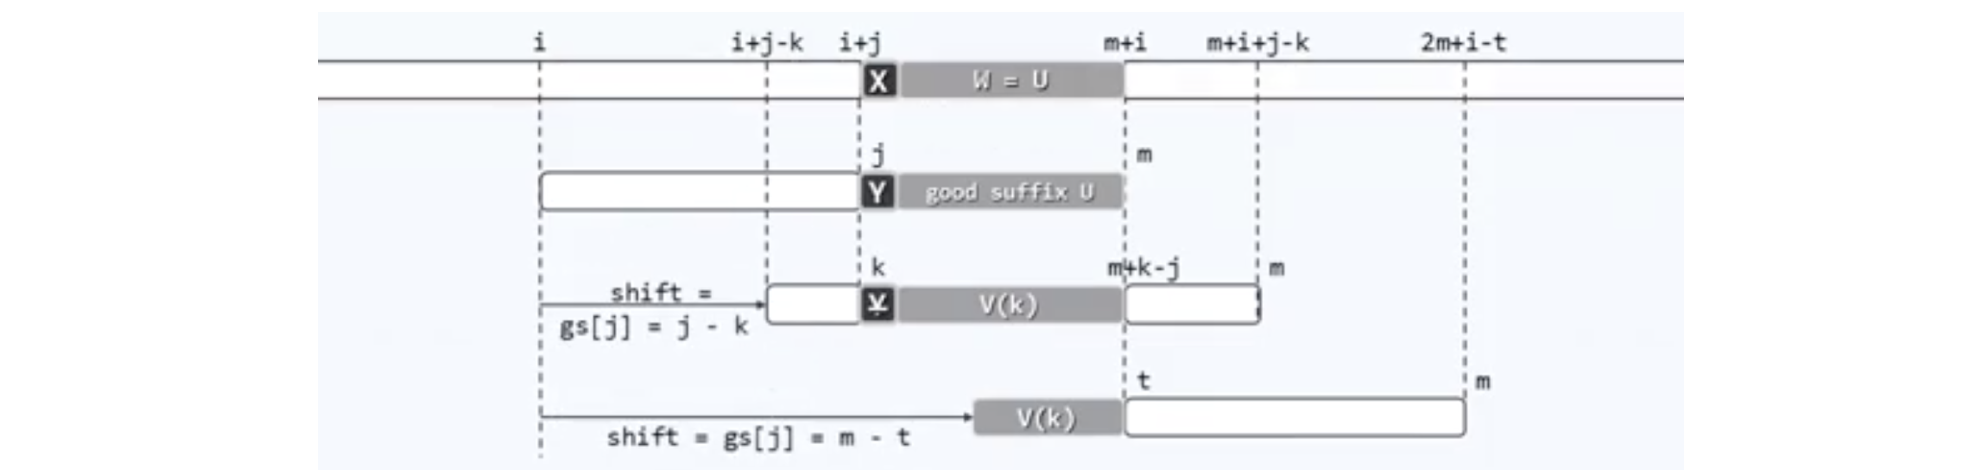 i i+j-k i+j m+i m+i+j-k 2m+i-t
X W = U
j m
Y good suffix U
k m+k-j m
shift =
Y V(k)
gs[j] = j - k
t m
V(k)
shift = gs[j] = m - t